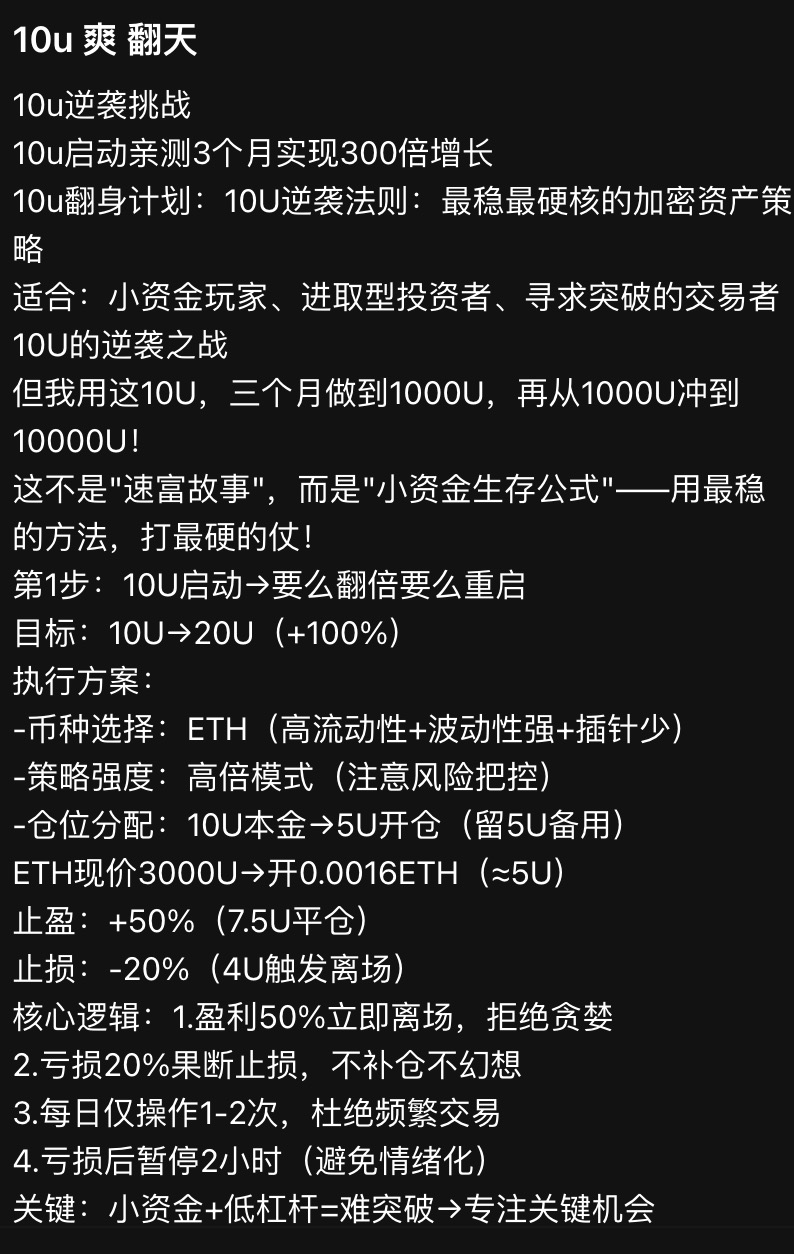 10u 爽 翻天
10u逆袭挑战
10u启动亲测3个月实现300倍增长
10u翻身计划：10U逆袭法则：最稳最硬核的加密资产策
略
适合：小资金玩家、进取型投资者、寻求突破的交易者
10U的逆袭之战
但我用这10U，三个月做到1000U，再从1000U冲到
10000U！
这不是"速富故事"，而是"小资金生存公式"——用最稳
的方法，打最硬的仗！
第1步：10U启动→要么翻倍要么重启
目标：10U→20U（+100%）
执行方案：
-币种选择：ETH（高流动性+波动性强+插针少）
-策略强度：高倍模式（注意风险把控）
-仓位分配：10U本金→5U开仓（留5U备用）
ETH现价3000U→开0.0016ETH（≈5U）
止盈：+50%（7.5U平仓）
止损：-20%（4U触发离场）
核心逻辑：1.盈利50%立即离场，拒绝贪婪
2.亏损20%果断止损，不补仓不幻想
3.每日仅操作1-2次，杜绝频繁交易
4.亏损后暂停2小时（避免情绪化）
关键：小资金+低杠杆=难突破→专注关键机会